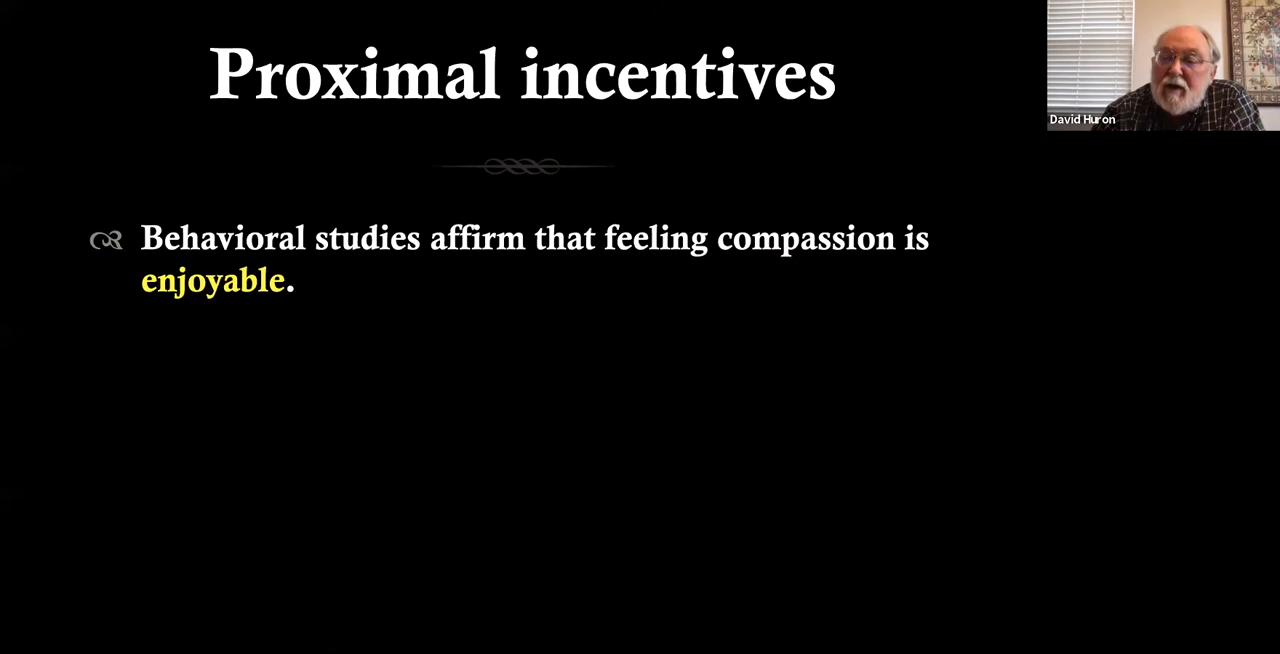 Proximal incentives
Behavioral studies affirm that feeling compassion is
enjoyable.
David Huron